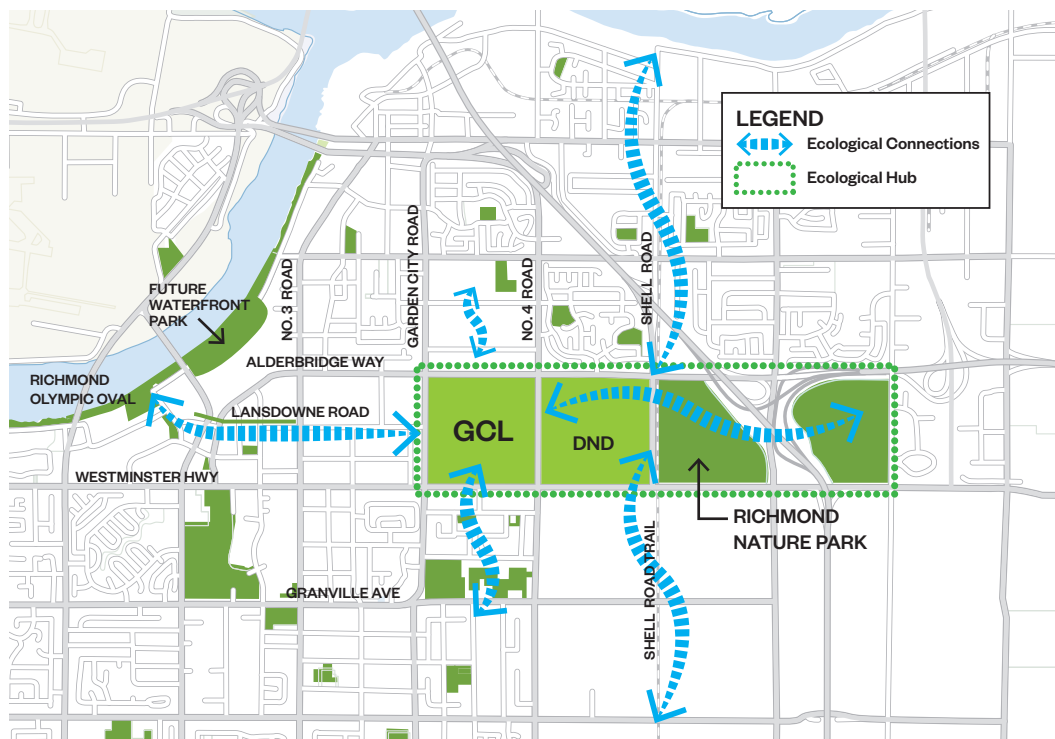 LEGEND
Ecological Connections
Ecological Hub
FUTURE
WATERFRONT
PARK
NO. 3 ROAD
GARDEN CITY ROAD
NO. 4 ROAD
SHELL ROAD
ALDERBRIDGE WAY
RICHMOND
OLYMPIC OVAL
LANSDOWNE ROAD
GCL
DND
WESTMINSTER HWY
RICHMOND
NATURE PARK
GRANVILLE AVE
SHELL ROAD TRAIL